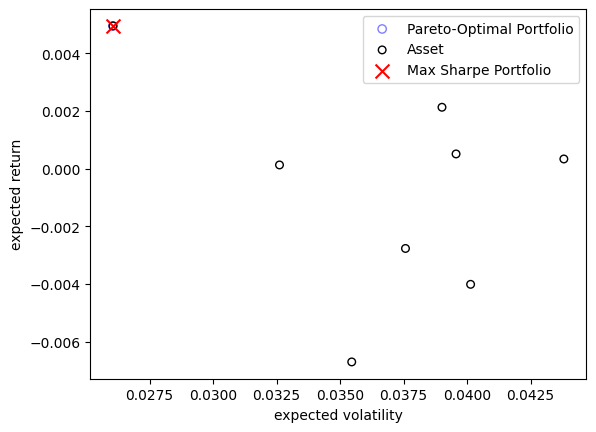 Pareto-Optimal Portfolio
Asset
Max Sharpe Portfolio
expected return
0.004
0.002
0.000
−0.002
−0.004
−0.006
0.0275 0.0300 0.0325 0.0350 0.0375 0.0400 0.0425
expected volatility